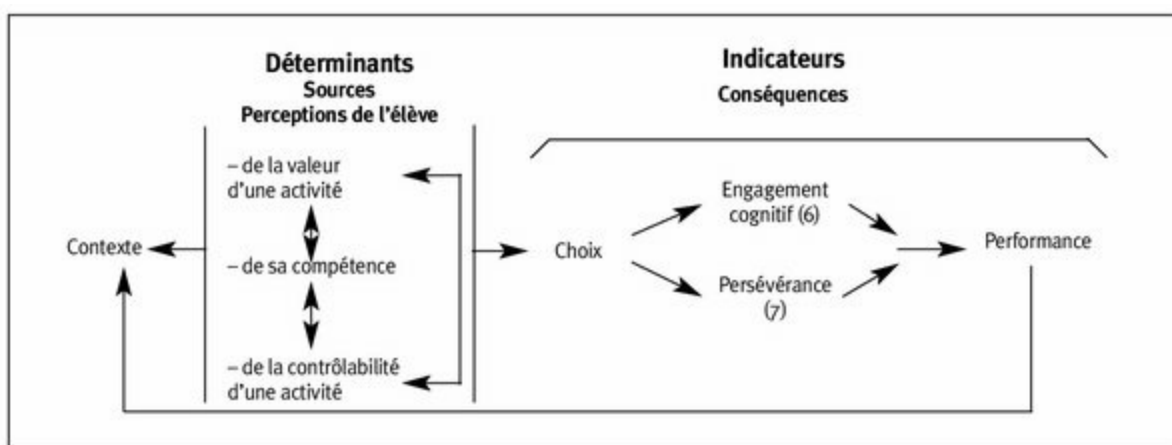 Déterminants
Sources
Perceptions de l'élève
Indicateurs
Conséquences
Contexte
– de la valeur
d'une activité
– de sa compétence
– de la contrôlabilité
d'une activité
Choix
Engagement
cognitif (6)
Persévérance
(7)
Performance